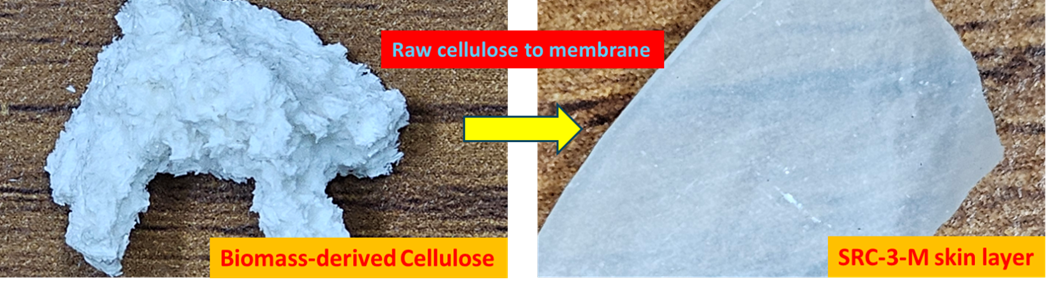 Raw cellulose to membrane
Biomass-derived Cellulose
SRC-3-M skin layer